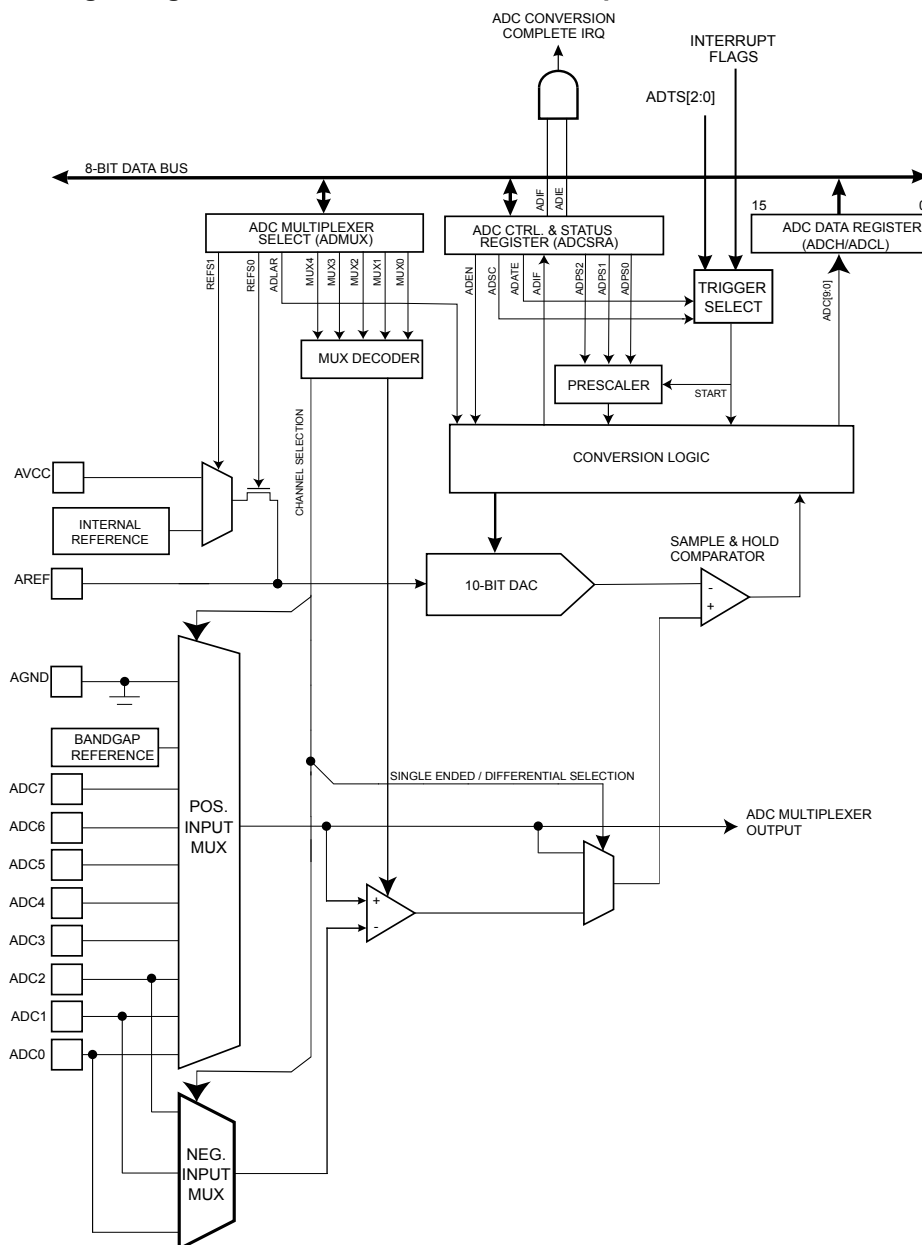 ADC CONVERSION
COMPLETE IRQ
INTERRUPT
FLAGS
ADTS[2:0]
8-BIT DATA BUS
ADIF
ADIE
15
0
ADC MULTIPLEXER
SELECT (ADMUX)
ADC CTRL. & STATUS
REGISTER (ADCSRA)
ADC DATA REGISTER
(ADCH/ADCL)
REFS1
REFS0
ADLAR
MUX4
MUX3
MUX2
MUX1
MUX0
ADEN
ADSC
ADATE
ADIF
ADPS2
ADPS1
ADPS0
TRIGGER
SELECT
ADC[9:0]
MUX DECODER
PRESCALER
START
CHANNEL SELECTION
CONVERSION LOGIC
AVCC
INTERNAL
REFERENCE
SAMPLE & HOLD
COMPARATOR
AREF
10-BIT DAC
-
+
AGND
BANDGAP
REFERENCE
SINGLE ENDED / DIFFERENTIAL SELECTION
ADC7
POS.
INPUT
MUX
ADC MULTIPLEXER
OUTPUT
ADC6
ADC5
ADC4
+
-
ADC3
ADC2
ADC1
ADC0
NEG.
INPUT
MUX